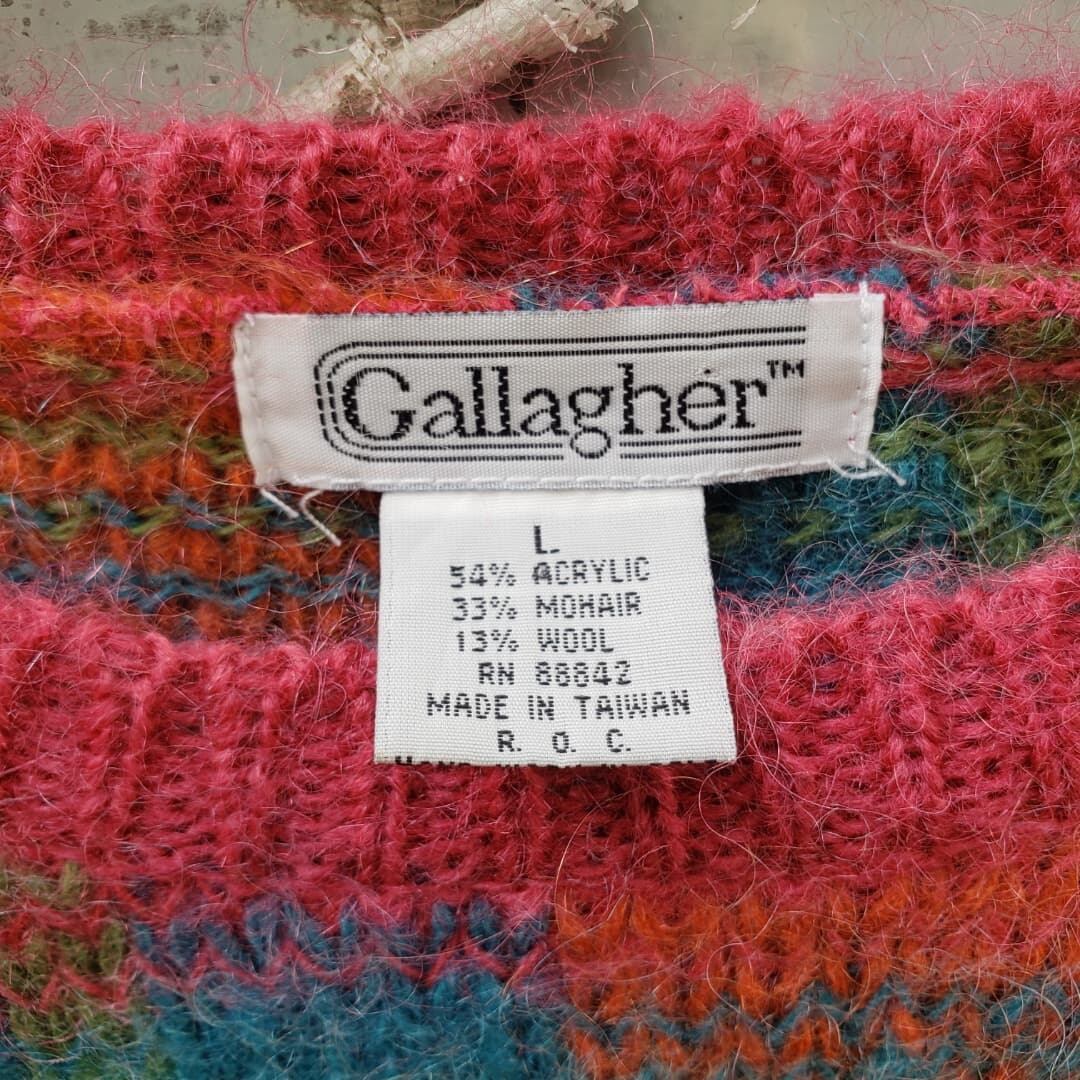 Gallagher™
L
54% ACRYLIC
33% MOHAIR
13% WOOL
RN 88842
MADE IN TAIWAN
R. O. C.